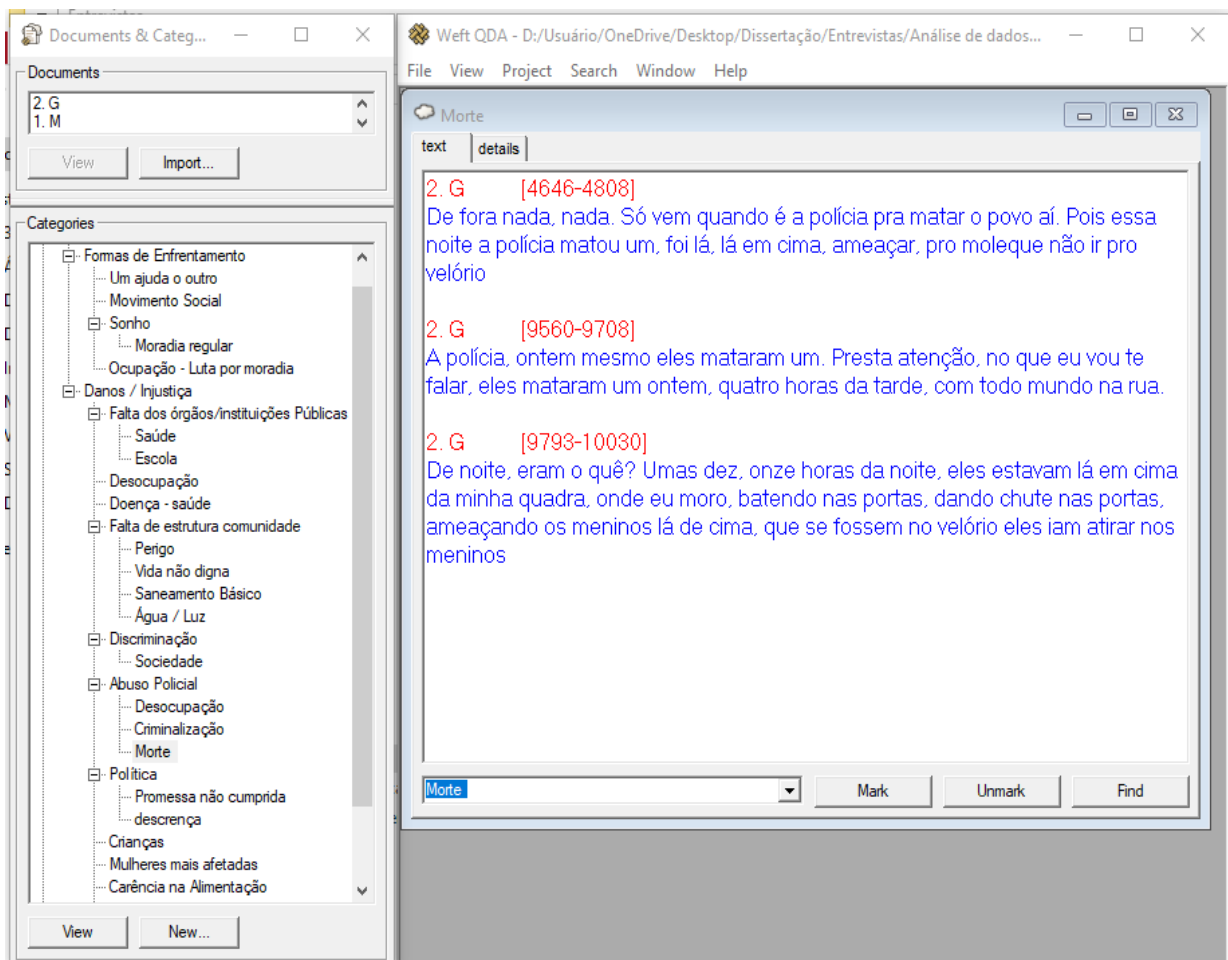 Documents & Categ...
Documents
2. G
1. M
View
Import...
Categories
Formas de Enfrentamento
Um ajuda o outro
Movimento Social
Sonho
Moradia regular
Ocupação - Luta por moradia
Danos / Injustiça
Falta dos órgãos/instituições Públicas
Saúde
Escola
Desocupação
Doença - saúde
Falta de estrutura comunidade
Perigo
Vida não digna
Saneamento Básico
Água / Luz
Discriminação
Sociedade
Abuso Policial
Desocupação
Criminalização
Morte
Política
Promessa não cumprida
descrença
Crianças
Mulheres mais afetadas
Carência na Alimentação
View
New...
Weft QDA - D:/Usuário/OneDrive/Desktop/Dissertação/Entrevistas/Análise de dados...
File View Project Search Window Help
Morte
text
details
2. G [4646-4808]
De fora nada, nada. Só vem quando é a polícia pra matar o povo aí. Pois essa
noite a polícia matou um, foi lá, lá em cima, ameaçar, pro moleque não ir pro
velório
2. G [9560-9708]
A polícia, ontem mesmo eles mataram um. Presta atenção, no que eu vou te
falar, eles mataram um ontem, quatro horas da tarde, com todo mundo na rua.
2. G [9793-10030]
De noite, eram o quê? Umas dez, onze horas da noite, eles estavam lá em cima
da minha quadra, onde eu moro, batendo nas portas, dando chute nas portas,
ameaçando os meninos lá de cima, que se fossem no velório eles iam atirar nos
meninos
Morte
Mark
Unmark
Find